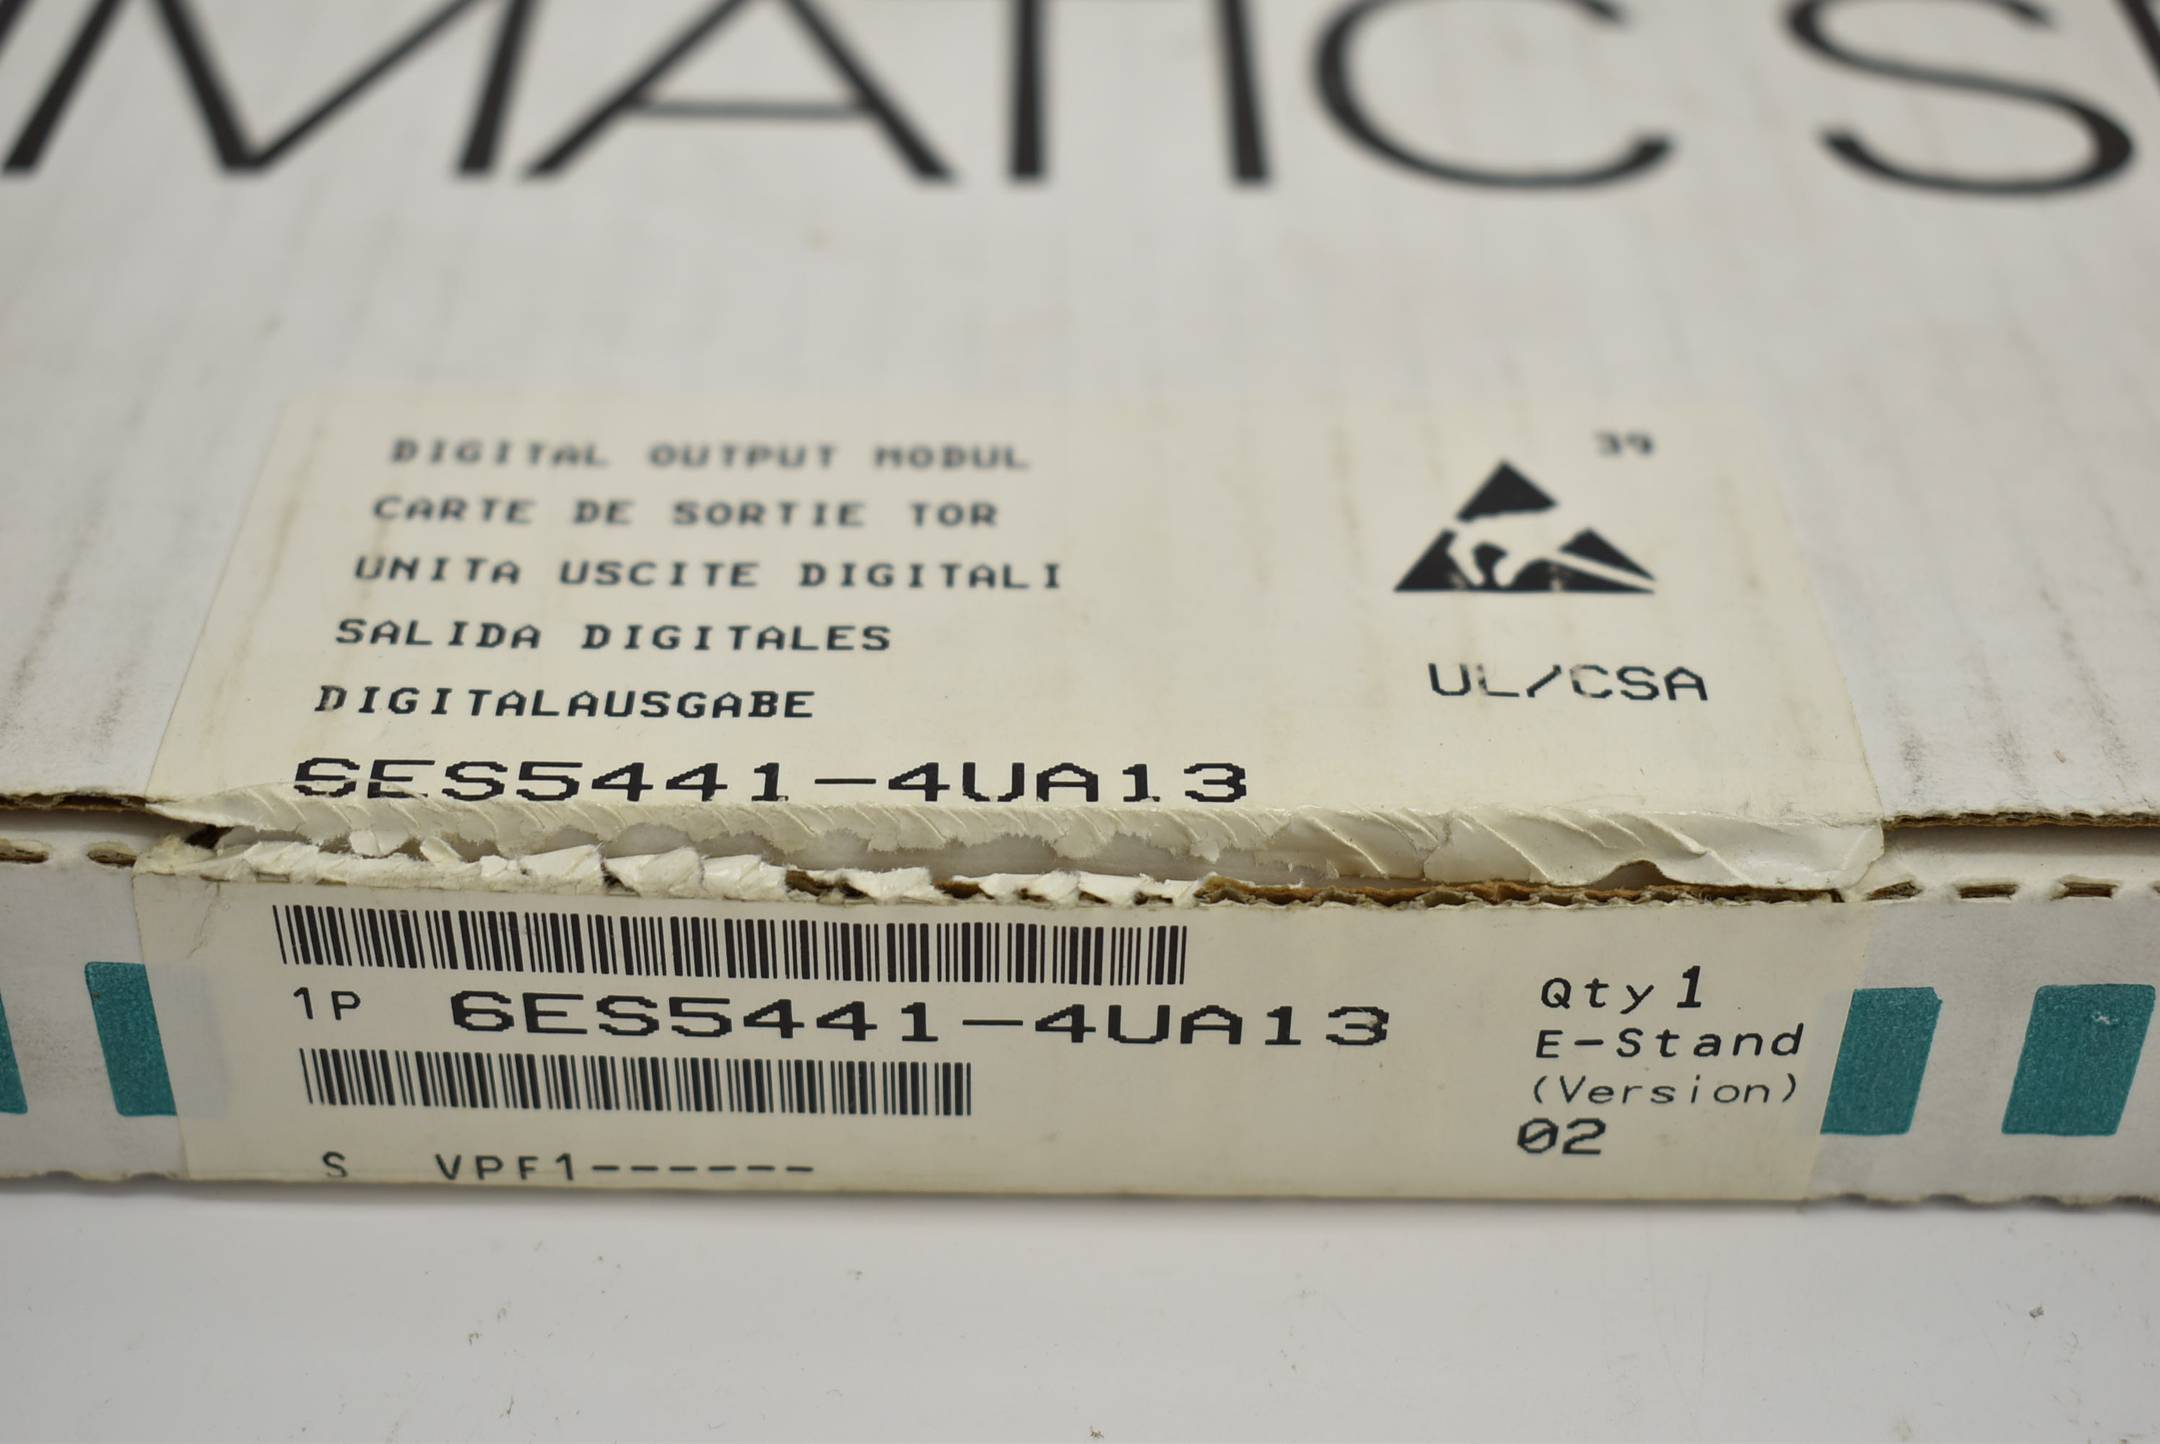 MATIC S
39
DIGITAL OUTPUT MODUL
CARTE DE SORTIE TOR
UNITA USCITE DIGITALI
SALIDA DIGITALES
DIGITALAUSGABE
UL/CSA
6ES5441-4UA13
1P 6ES5441-4UA13
Qty 1
E-Stand
(Version)
02
S VPF1------